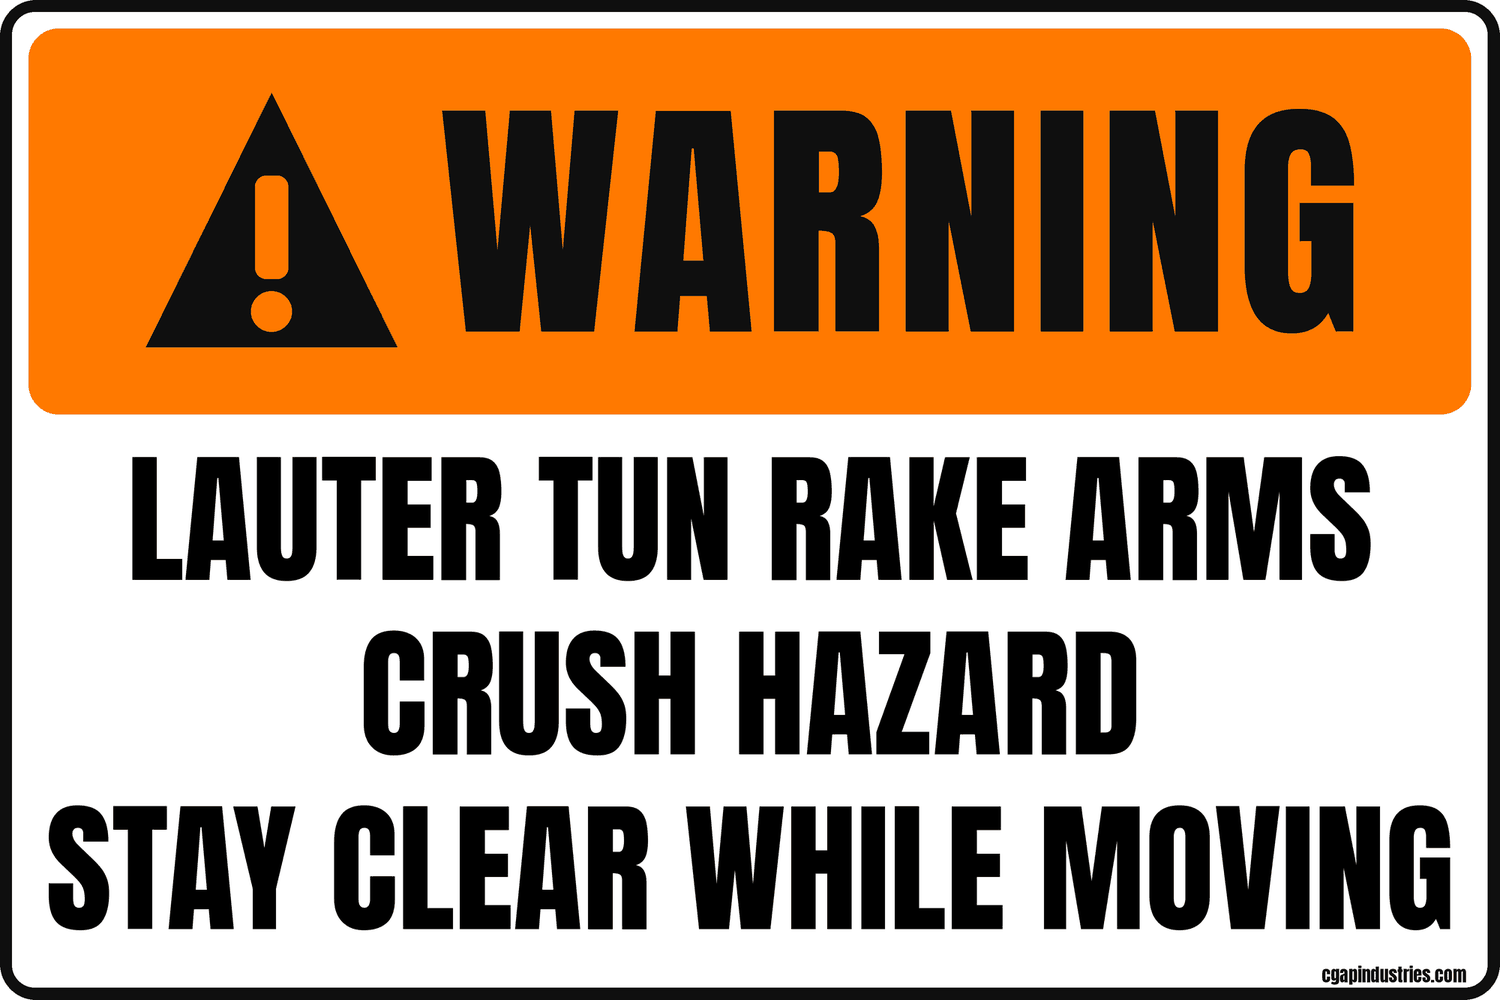 WARNING
LAUTER TUN RAKE ARMS
CRUSH HAZARD
STAY CLEAR WHILE MOVING
cgapindustries.com